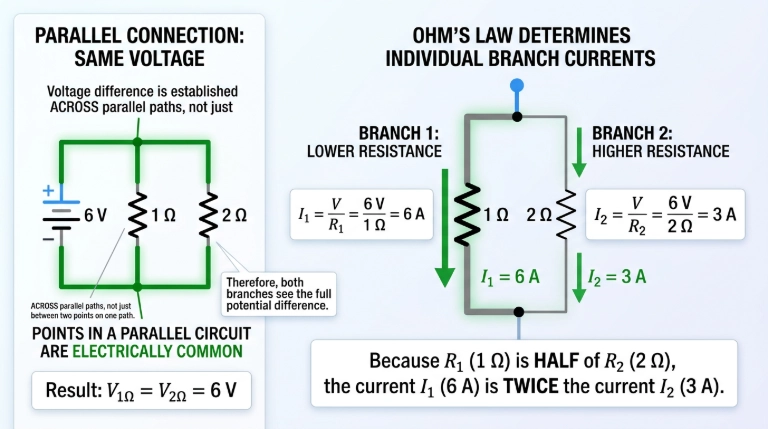 PARALLEL CONNECTION:
SAME VOLTAGE
Voltage difference is established
ACROSS parallel paths, not just
+
−
6 V
1 Ω
2 Ω
ACROSS parallel paths, not just
between two points on one path.
Therefore, both
branches see the full
potential difference.
POINTS IN A PARALLEL CIRCUIT
ARE ELECTRICALLY COMMON
Result: V₁Ω = V₂Ω = 6 V
OHM'S LAW DETERMINES
INDIVIDUAL BRANCH CURRENTS
BRANCH 1:
LOWER RESISTANCE
I₁ = V/R₁ = 6 V/1 Ω = 6 A
1 Ω
I₁ = 6 A
BRANCH 2:
HIGHER RESISTANCE
2 Ω
I₂ = V/R₂ = 6 V/2 Ω = 3 A
I₂ = 3 A
Because R₁ (1 Ω) is HALF of R₂ (2 Ω),
the current I₁ (6 A) is TWICE the current I₂ (3 A).